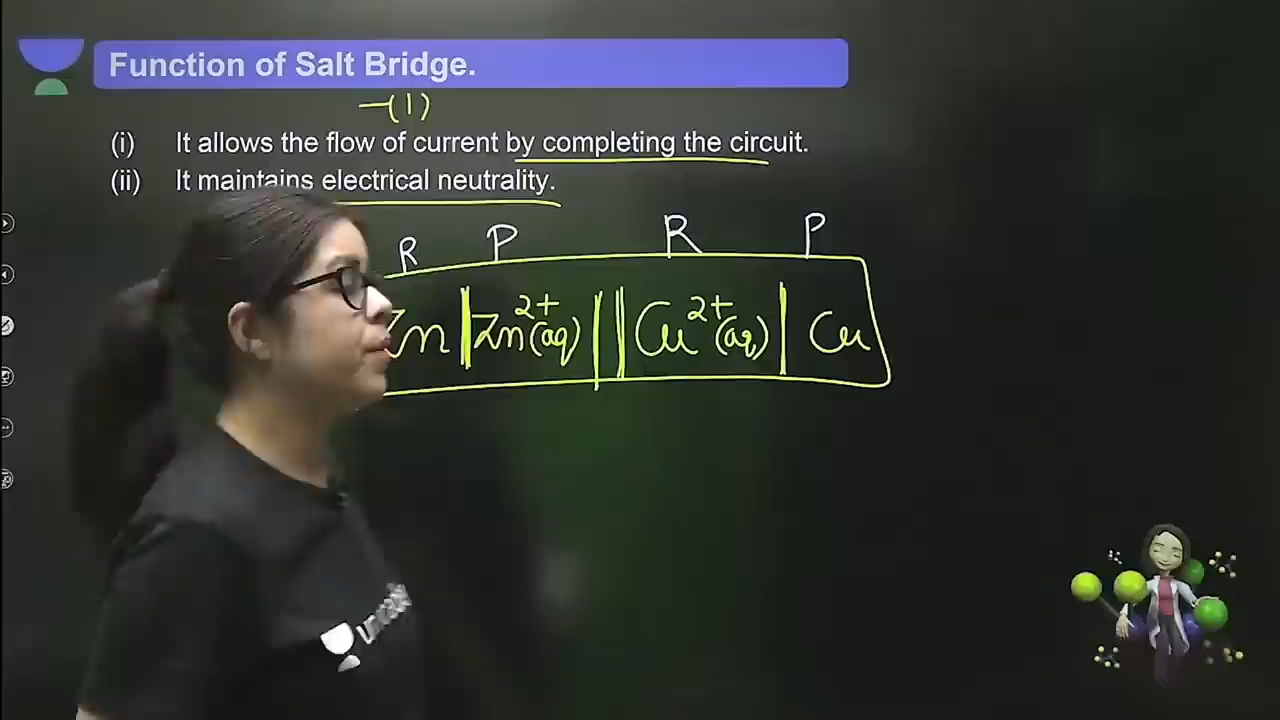 Function of Salt Bridge.
-(1)
(i) It allows the flow of current by completing the circuit.
(ii) It maintains electrical neutrality.
R P R P
Zn | Zn²⁺(aq) || Cu²⁺(aq) | Cu